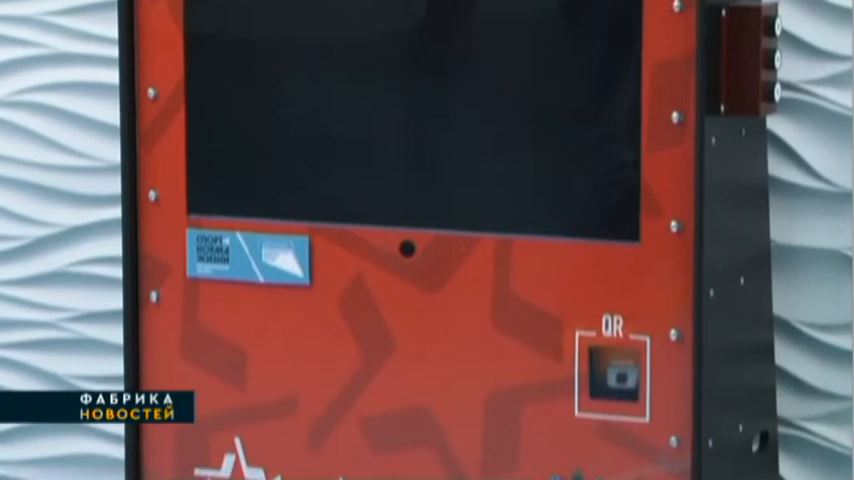 СПОРТ
НОРМА
ЖИЗНИ
QR
ФАБРИКА
НОВОСТЕЙ